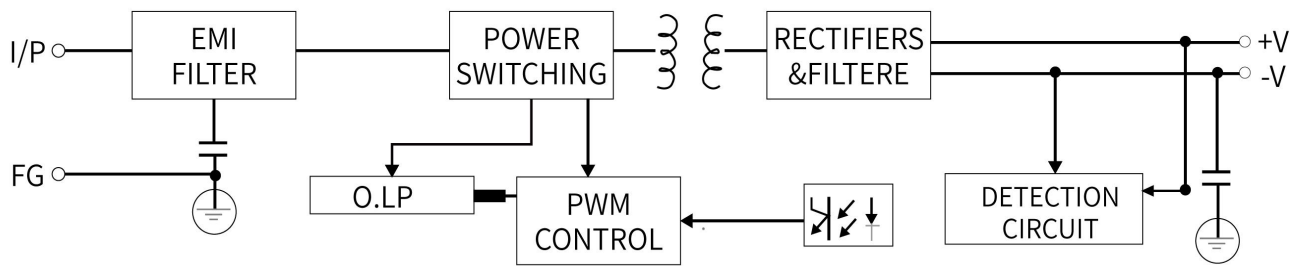 I/P
EMI
FILTER
POWER
SWITCHING
RECTIFIERS
&FILTERE
+V
-V
FG
O.LP
PWM
CONTROL
DETECTION
CIRCUIT